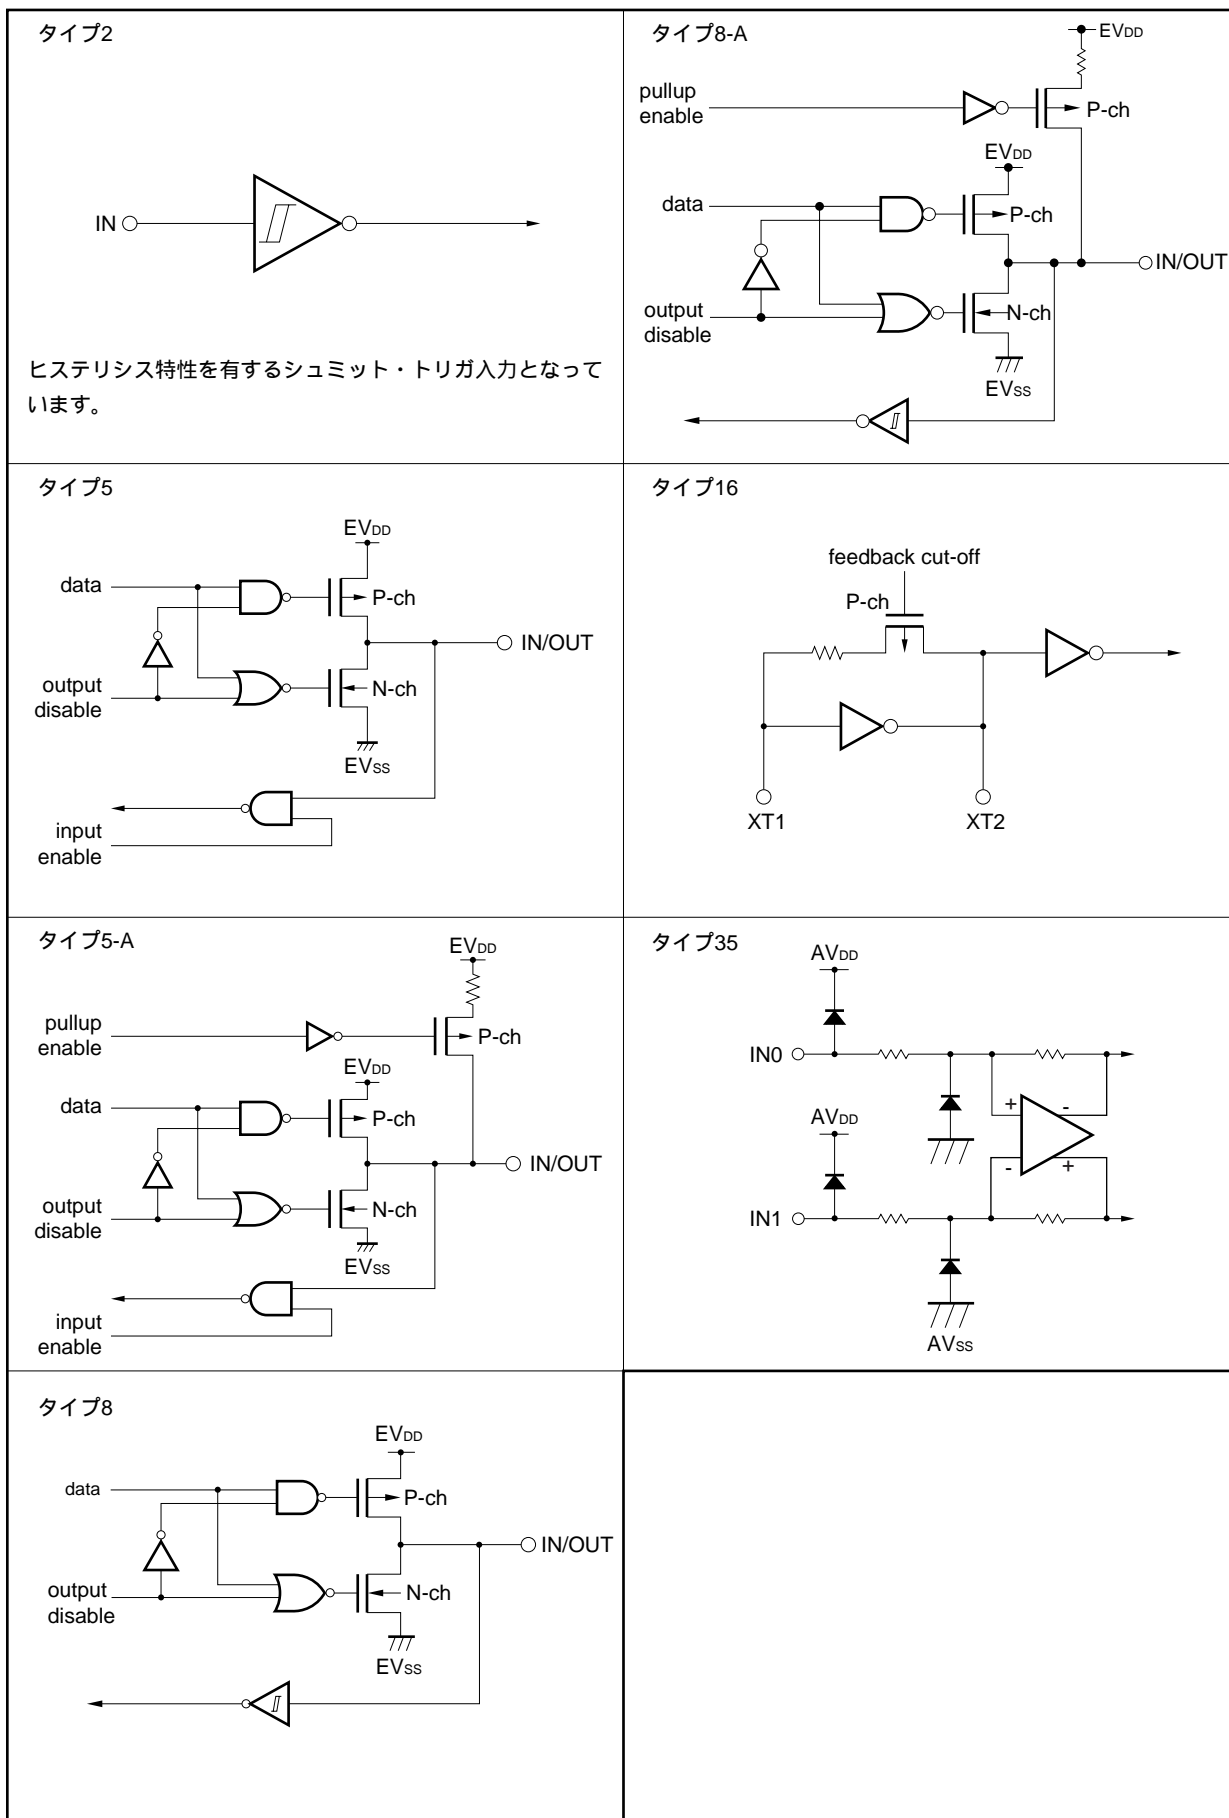 タイプ2
IN
ヒステリシス特性を有するシュミット・トリガ入力となって
います。
タイプ8-A
EVDD
pullup
enable
P-ch
EVDD
data
P-ch
IN/OUT
output
disable
N-ch
EVSS
タイプ5
EVDD
data
P-ch
IN/OUT
output
disable
N-ch
EVSS
input
enable
タイプ16
feedback cut-off
P-ch
XT1
XT2
タイプ5-A
EVDD
pullup
enable
P-ch
EVDD
data
P-ch
IN/OUT
output
disable
N-ch
EVSS
input
enable
タイプ35
AVDD
IN0
+
-
AVDD
-
+
IN1
AVSS
タイプ8
EVDD
data
P-ch
IN/OUT
output
disable
N-ch
EVSS